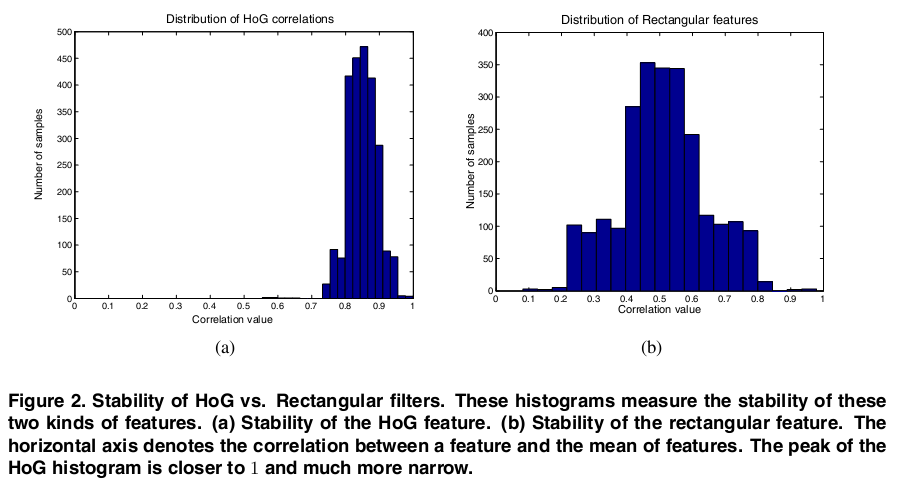 Distribution of HoG correlations
500
450
400
350
300
250
200
150
100
50
0
Number of samples
0 0.1 0.2 0.3 0.4 0.5 0.6 0.7 0.8 0.9 1
Correlation value
(a)
Distribution of Rectangular features
400
350
300
250
200
150
100
50
0
Number of samples
0 0.1 0.2 0.3 0.4 0.5 0.6 0.7 0.8 0.9 1
Correlation value
(b)
Figure 2. Stability of HoG vs. Rectangular filters. These histograms measure the stability of these
two kinds of features. (a) Stability of the HoG feature. (b) Stability of the rectangular feature. The
horizontal axis denotes the correlation between a feature and the mean of features. The peak of the
HoG histogram is closer to 1 and much more narrow.